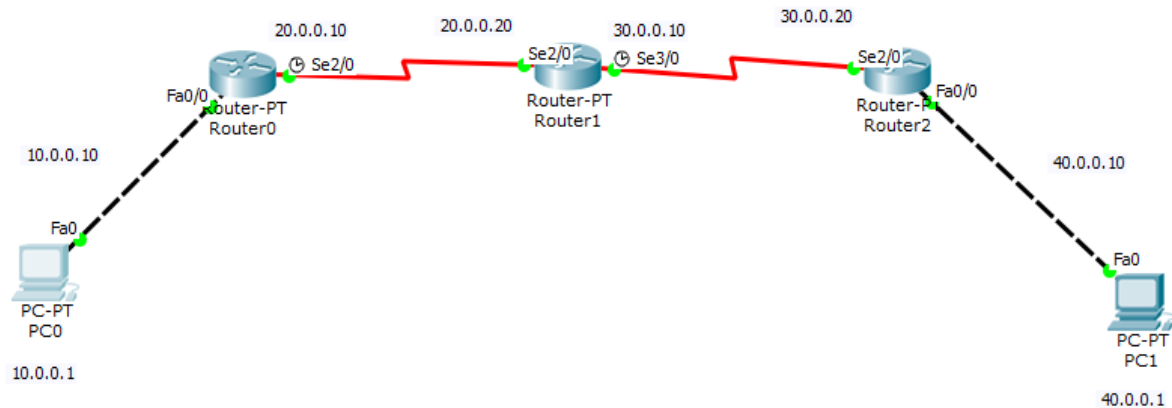 20.0.0.10
20.0.0.20
30.0.0.10
30.0.0.20
Se2/0
Se2/0
Se3/0
Se2/0
Fa0/0
Router-PT
Router0
Router-PT
Router1
Fa0/0
Router2
10.0.0.10
40.0.0.10
Fa0
Fa0
PC-PT
PC0
PC-PT
PC1
10.0.0.1
40.0.0.1